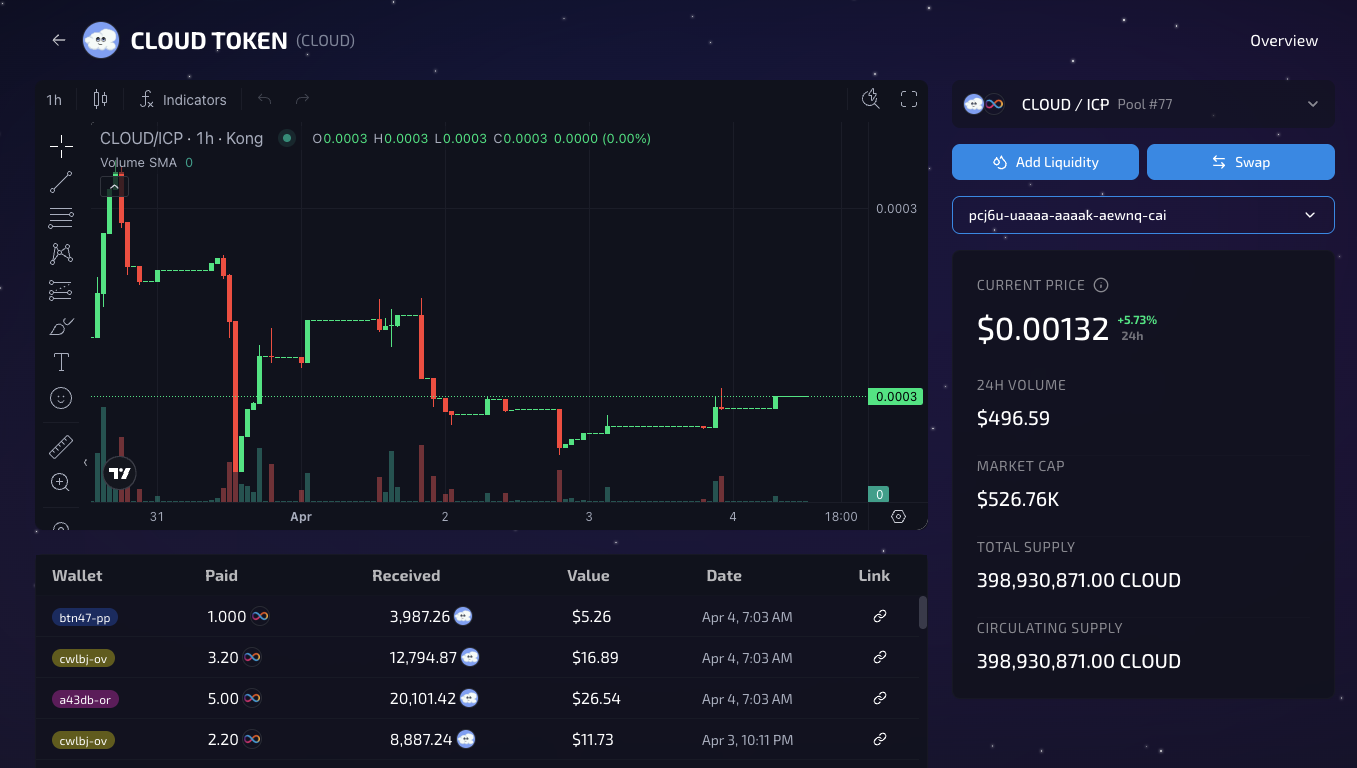 CLOUD TOKEN (CLOUD)
Overview
1h
Indicators
CLOUD/ICP · 1h · Kong
O0.0003 H0.0003 L0.0003 C0.0003 0.0000 (0.00%)
Volume SMA 0
0.0003
0.0003
0
31 Apr 2 3 4 18:00
CLOUD / ICP Pool #77
Add Liquidity
Swap
pcj6u-uaaaa-aaaak-aewnq-cai
CURRENT PRICE
$0.00132 +5.73%
24h
24H VOLUME
$496.59
MARKET CAP
$526.76K
TOTAL SUPPLY
398,930,871.00 CLOUD
CIRCULATING SUPPLY
398,930,871.00 CLOUD
Wallet Paid Received Value Date Link
btn47-pp 1.000 3,987.26 $5.26 Apr 4, 7:03 AM
cwlbj-ov 3.20 12,794.87 $16.89 Apr 4, 7:03 AM
a43db-or 5.00 20,101.42 $26.54 Apr 4, 7:03 AM
cwlbj-ov 2.20 8,887.24 $11.73 Apr 3, 10:11 PM